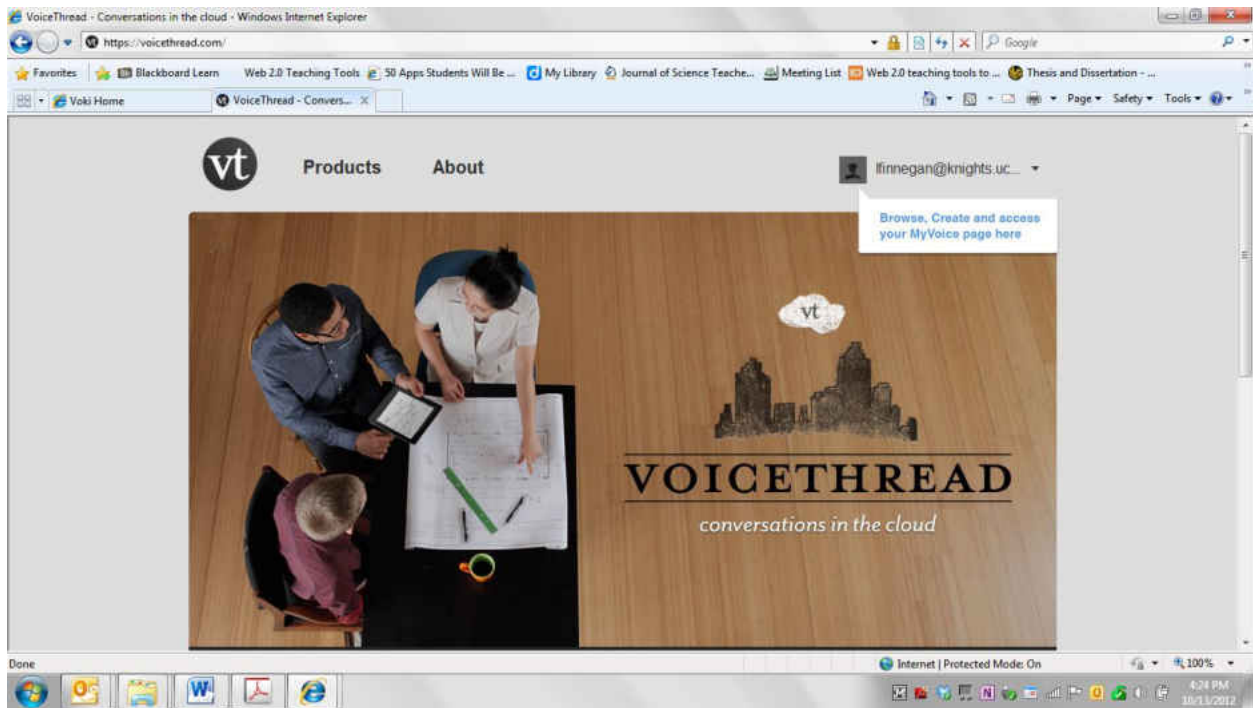 VoiceThread - Conversations in the cloud - Windows Internet Explorer
https://voicethread.com/
Google
Favorites Blackboard Learn Web 2.0 Teaching Tools 50 Apps Students Will Be ... My Library Journal of Science Teache... Meeting List Web 2.0 teaching tools to ... Thesis and Dissertation - ...
Voki Home VoiceThread - Convers... X Page Safety Tools
vt Products About lfinnegan@knights.uc...
Browse, Create and access
your MyVoice page here
vt
VOICETHREAD
conversations in the cloud
Done Internet | Protected Mode: On 100%
4:24 PM
10/13/2012